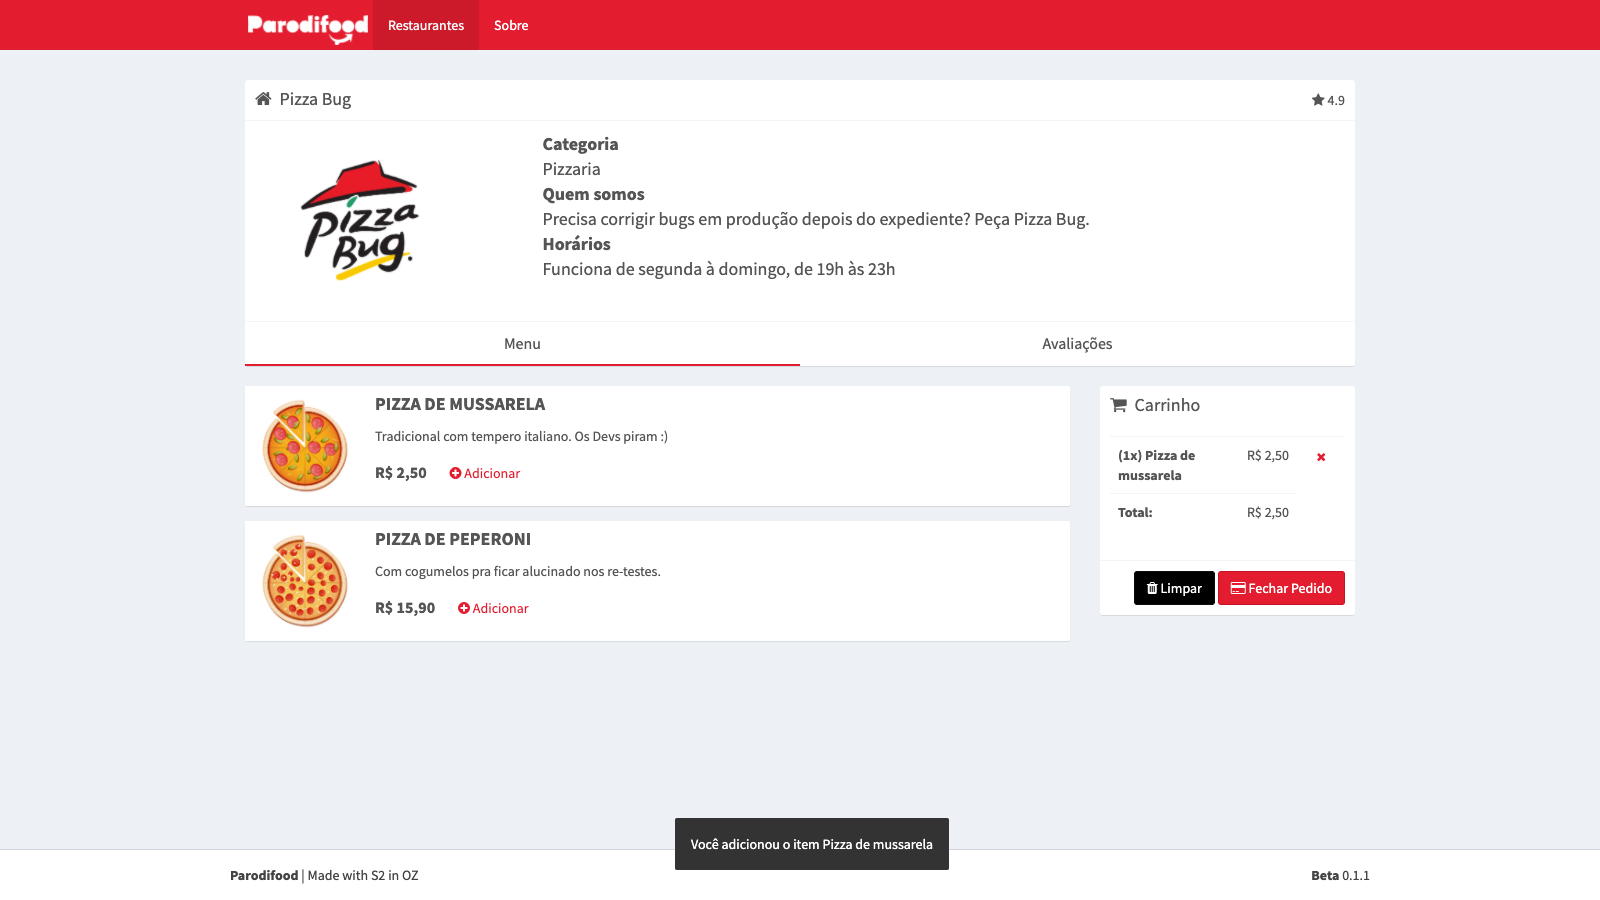 Parodifood
Restaurantes
Sobre
Pizza Bug
4.9
Pizza
Bug.
Categoria
Pizzaria
Quem somos
Precisa corrigir bugs em produção depois do expediente? Peça Pizza Bug.
Horários
Funciona de segunda à domingo, de 19h às 23h
Menu
Avaliações
PIZZA DE MUSSARELA
Tradicional com tempero italiano. Os Devs piram :)
R$ 2,50
Adicionar
PIZZA DE PEPERONI
Com cogumelos pra ficar alucinado nos re-testes.
R$ 15,90
Adicionar
Carrinho
(1x) Pizza de
mussarela
R$ 2,50
Total:
R$ 2,50
Limpar
Fechar Pedido
Você adicionou o item Pizza de mussarela
Parodifood | Made with S2 in OZ
Beta 0.1.1